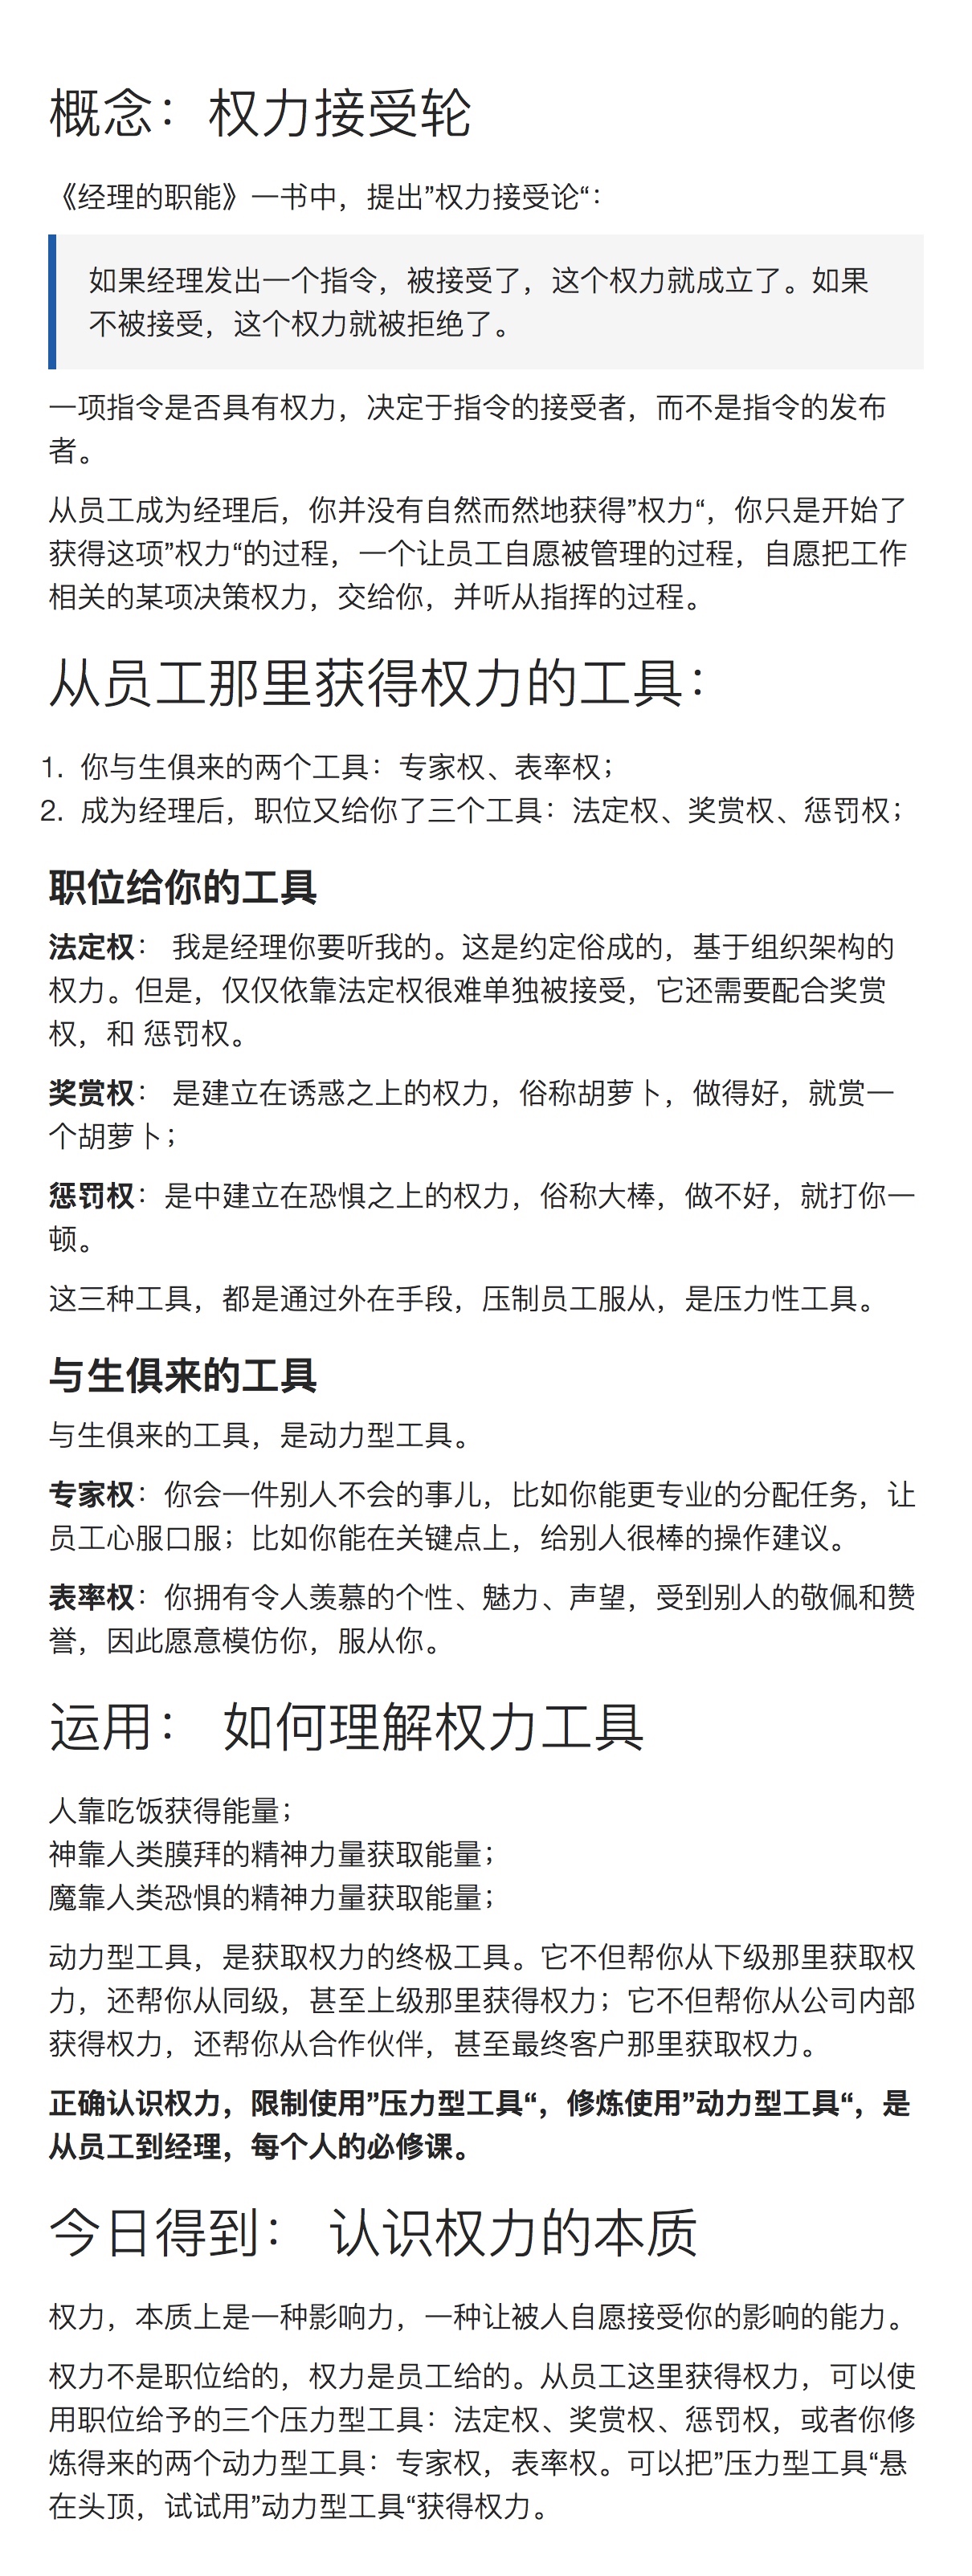 概念：权力接受轮
《经理的职能》一书中，提出”权力接受论“：
如果经理发出一个指令，被接受了，这个权力就成立了。如果
不被接受，这个权力就被拒绝了。
一项指令是否具有权力，决定于指令的接受者，而不是指令的发布
者。
从员工成为经理后，你并没有自然而然地获得”权力“，你只是开始了
获得这项”权力“的过程，一个让员工自愿被管理的过程，自愿把工作
相关的某项决策权力，交给你，并听从指挥的过程。
从员工那里获得权力的工具：
1. 你与生俱来的两个工具：专家权、表率权；
2. 成为经理后，职位又给你了三个工具：法定权、奖赏权、惩罚权；
职位给你的工具
法定权： 我是经理你要听我的。这是约定俗成的，基于组织架构的
权力。但是，仅仅依靠法定权很难单独被接受，它还需要配合奖赏
权，和 惩罚权。
奖赏权： 是建立在诱惑之上的权力，俗称胡萝卜，做得好，就赏一
个胡萝卜；
惩罚权：是中建立在恐惧之上的权力，俗称大棒，做不好，就打你一
顿。
这三种工具，都是通过外在手段，压制员工服从，是压力性工具。
与生俱来的工具
与生俱来的工具，是动力型工具。
专家权：你会一件别人不会的事儿，比如你能更专业的分配任务，让
员工心服口服；比如你能在关键点上，给别人很棒的操作建议。
表率权：你拥有令人羡慕的个性、魅力、声望，受到别人的敬佩和赞
誉，因此愿意模仿你，服从你。
运用： 如何理解权力工具
人靠吃饭获得能量；
神靠人类膜拜的精神力量获取能量；
魔靠人类恐惧的精神力量获取能量；
动力型工具，是获取权力的终极工具。它不但帮你从下级那里获取权
力，还帮你从同级，甚至上级那里获得权力；它不但帮你从公司内部
获得权力，还帮你从合作伙伴，甚至最终客户那里获取权力。
正确认识权力，限制使用”压力型工具“，修炼使用”动力型工具“，是
从员工到经理，每个人的必修课。
今日得到： 认识权力的本质
权力，本质上是一种影响力，一种让被人自愿接受你的影响的能力。
权力不是职位给的，权力是员工给的。从员工这里获得权力，可以使
用职位给予的三个压力型工具：法定权、奖赏权、惩罚权，或者你修
炼得来的两个动力型工具：专家权，表率权。可以把”压力型工具“悬
在头顶，试试用”动力型工具“获得权力。